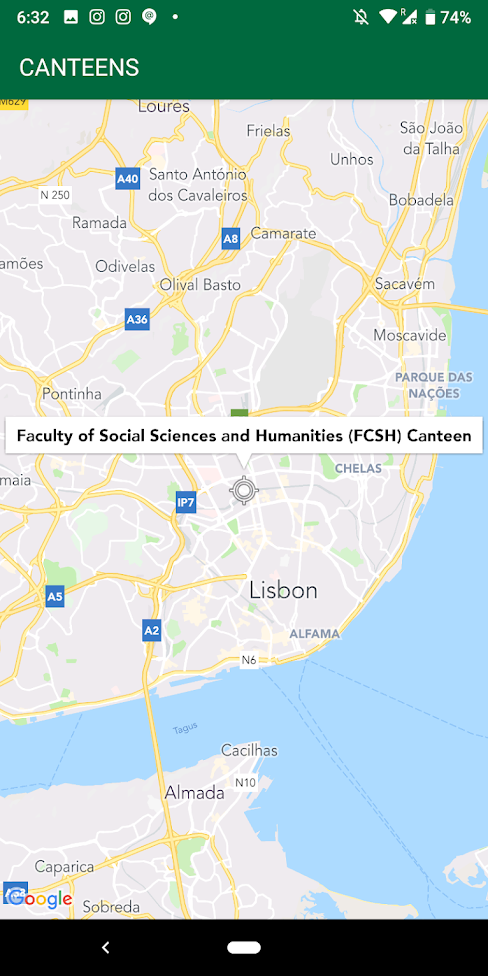 6:32
R
74%
CANTEENS
M629
Loures
Frielas
São João
da Talha
Unhos
A40
Santo António
dos Cavaleiros
N 250
Bobadela
Ramada
A8
Camarate
amões
Odivelas
Olival Basto
Sacavém
A36
Moscavide
PARQUE DAS
NAÇÕES
Pontinha
Faculty of Social Sciences and Humanities (FCSH) Canteen
CHELAS
maia
IP7
Lisbon
A5
A2
ALFAMA
N6
Tagus
Cacilhas
N10
Almada
Caparica
Google
Sobreda